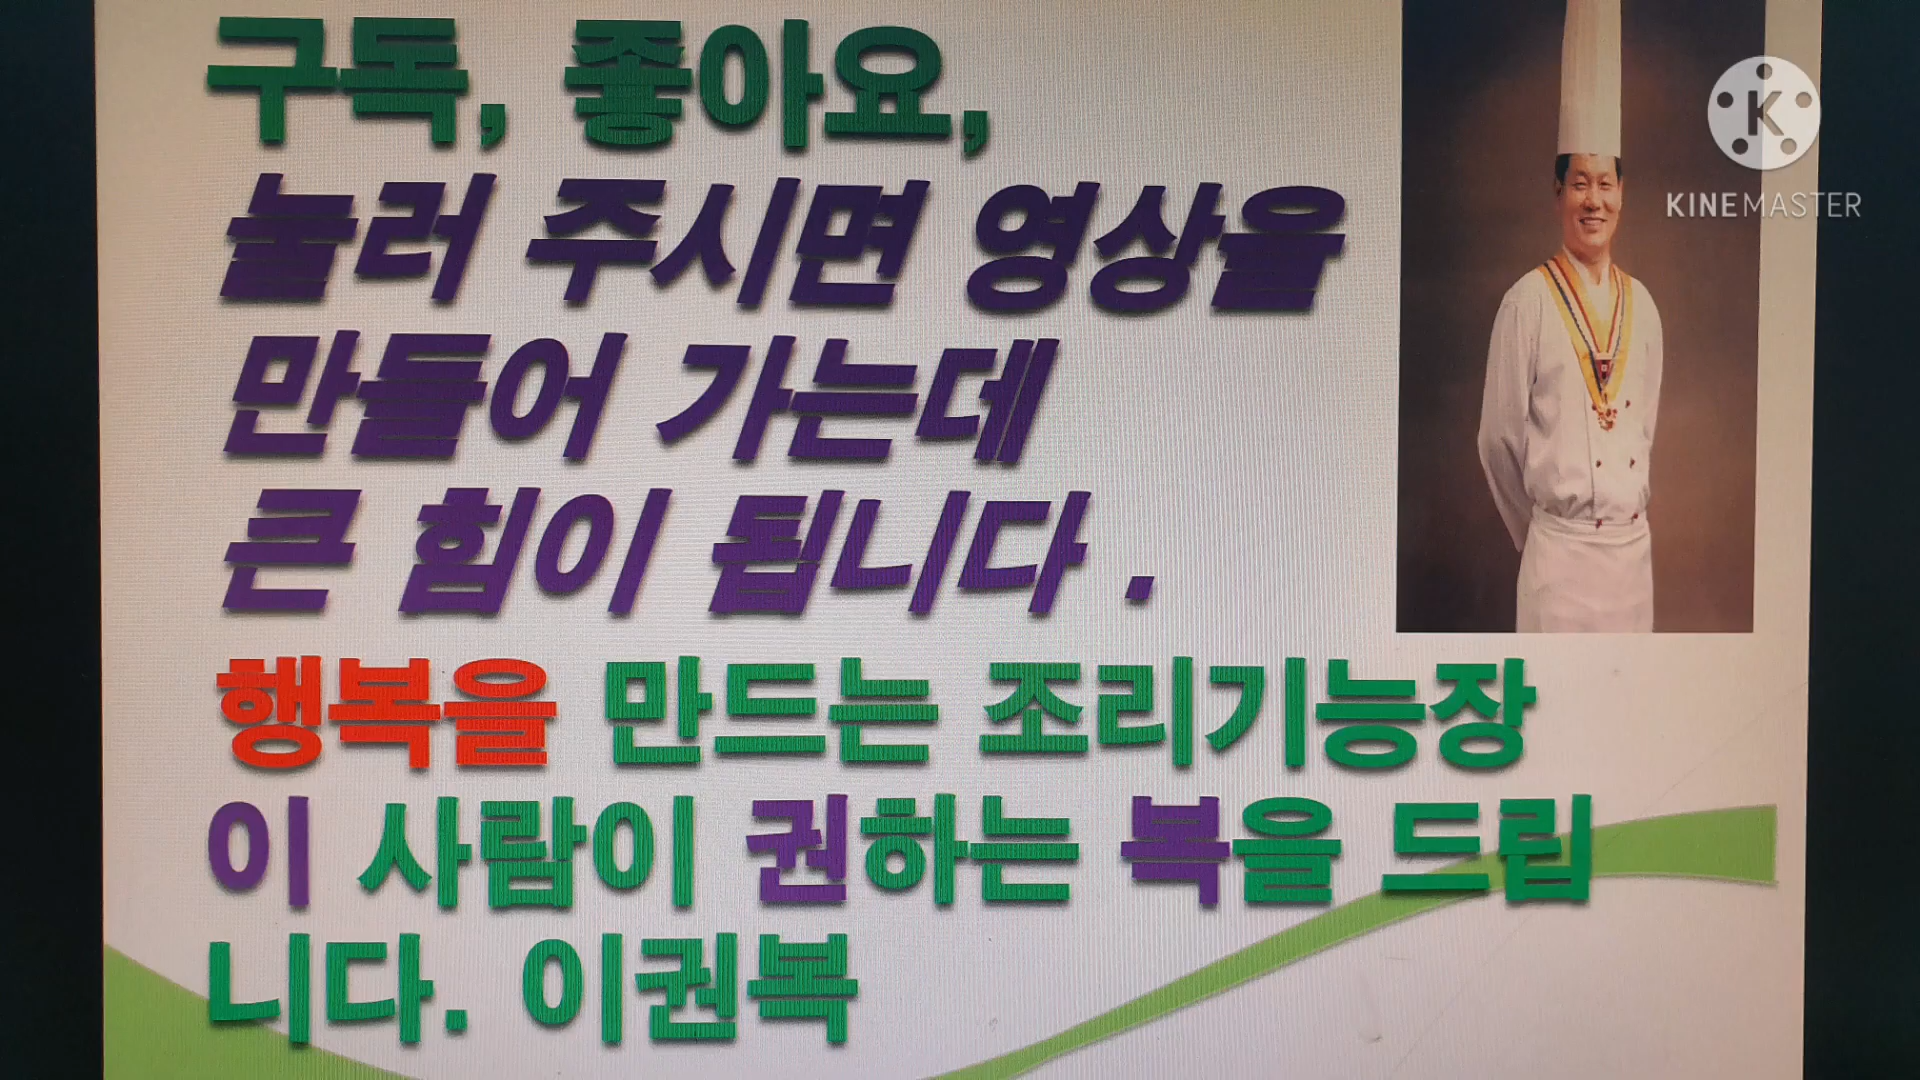 구독, 좋아요,
눌러 주시면 영상을
만들어 가는데
큰 힘이 됩니다 .
행복을 만드는 조리기능장
이 사람이 권하는 복을 드립
니다. 이권복
KINEMASTER